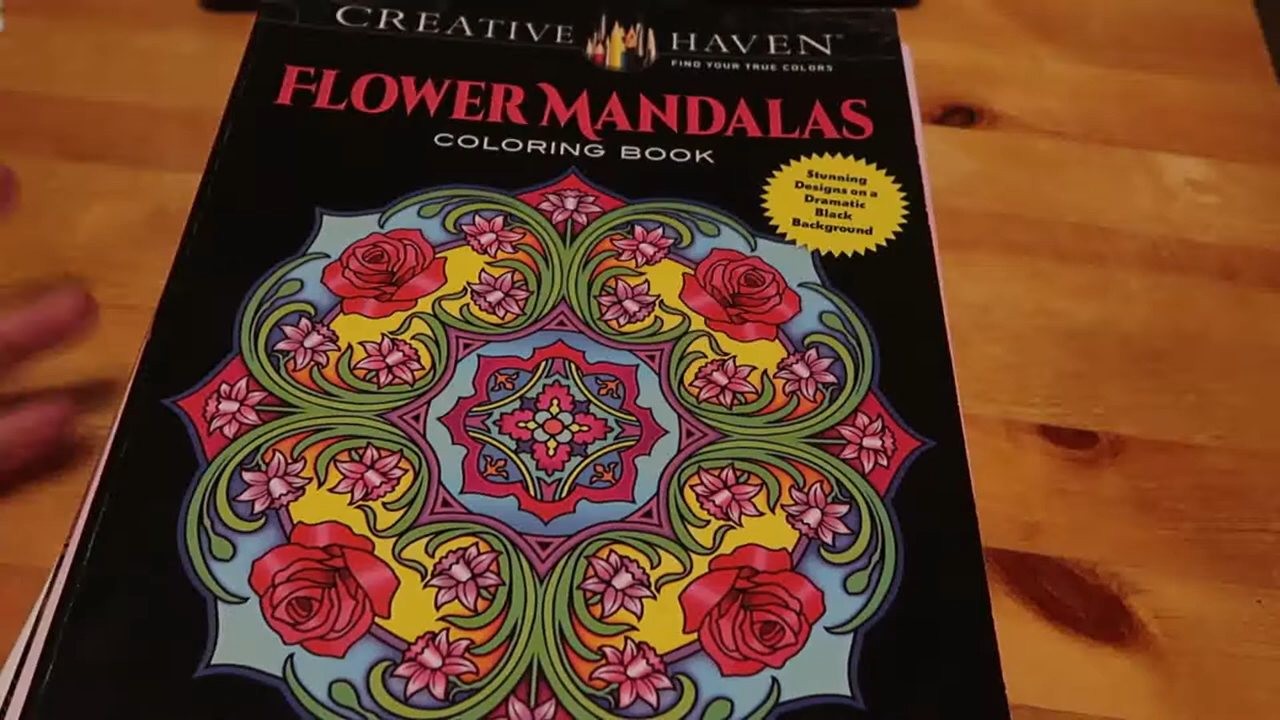 CREATIVE HAVEN®
FIND YOUR TRUE COLORS
FLOWER MANDALAS
COLORING BOOK
Stunning
Designs on a
Dramatic
Black
Background